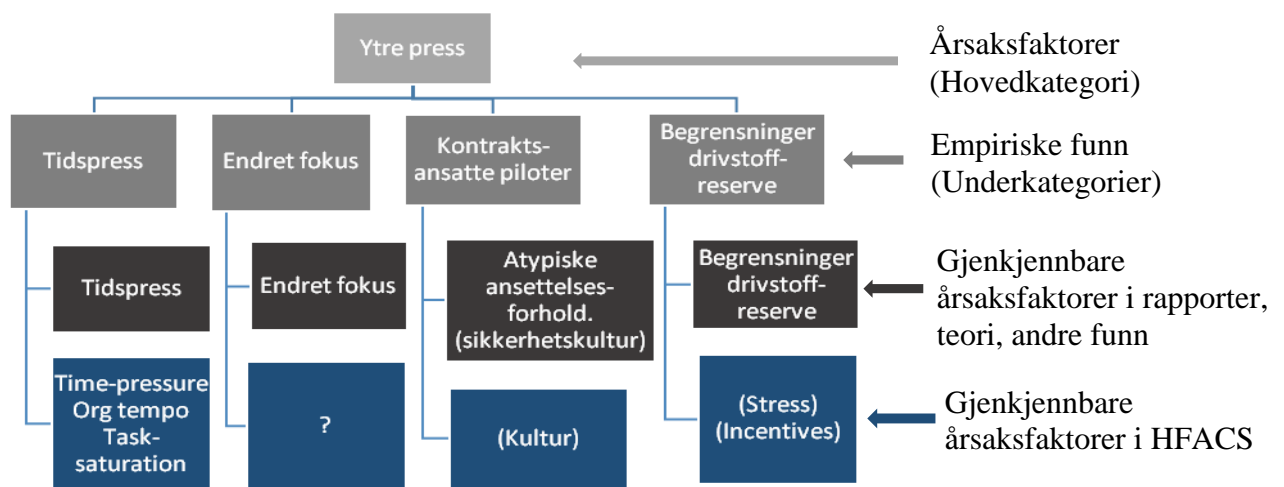 Ytre press
Årsaksfaktorer
(Hovedkategori)
Tidspress
Endret fokus
Kontrakts-
ansatte piloter
Begrensninger
drivstoff-
reserve
Empiriske funn
(Underkategorier)
Tidspress
Endret fokus
Atypiske
ansettelses-
forhold.
(sikkerhetskultur)
Begrensninger
drivstoff-
reserve
Gjenkjennbare
årsaksfaktorer i rapporter,
teori, andre funn
Time-pressure
Org tempo
Task-
saturation
?
(Kultur)
(Stress)
(Incentives)
Gjenkjennbare
årsaksfaktorer i HFACS